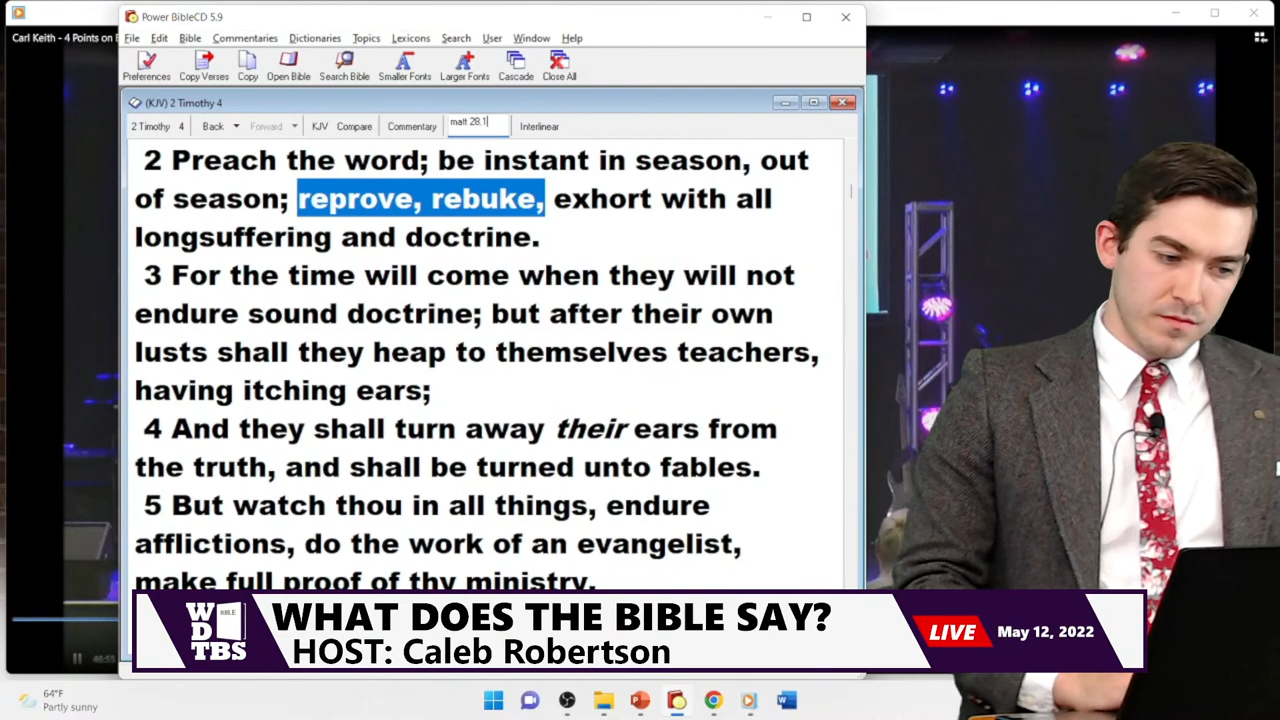 Power BibleCD 5.9
Carl Keith - 4 Points on
File Edit Bible Commentaries Dictionaries Topics Lexicons Search User Window Help
Preferences Copy Verses Copy Open Bible Search Bible Smaller Fonts Larger Fonts Cascade Close All
(KJV) 2 Timothy 4
2 Timothy 4 Back Forward KJV Compare Commentary matt 28.1 Interlinear
2 Preach the word; be instant in season, out
of season; reprove, rebuke, exhort with all
longsuffering and doctrine.
3 For the time will come when they will not
endure sound doctrine; but after their own
lusts shall they heap to themselves teachers,
having itching ears;
4 And they shall turn away their ears from
the truth, and shall be turned unto fables.
5 But watch thou in all things, endure
afflictions, do the work of an evangelist,
make full proof of thy ministry.
WD BIBLE
TBS
WHAT DOES THE BIBLE SAY?
HOST: Caleb Robertson
LIVE May 12, 2022
46:55
64°F
Partly sunny